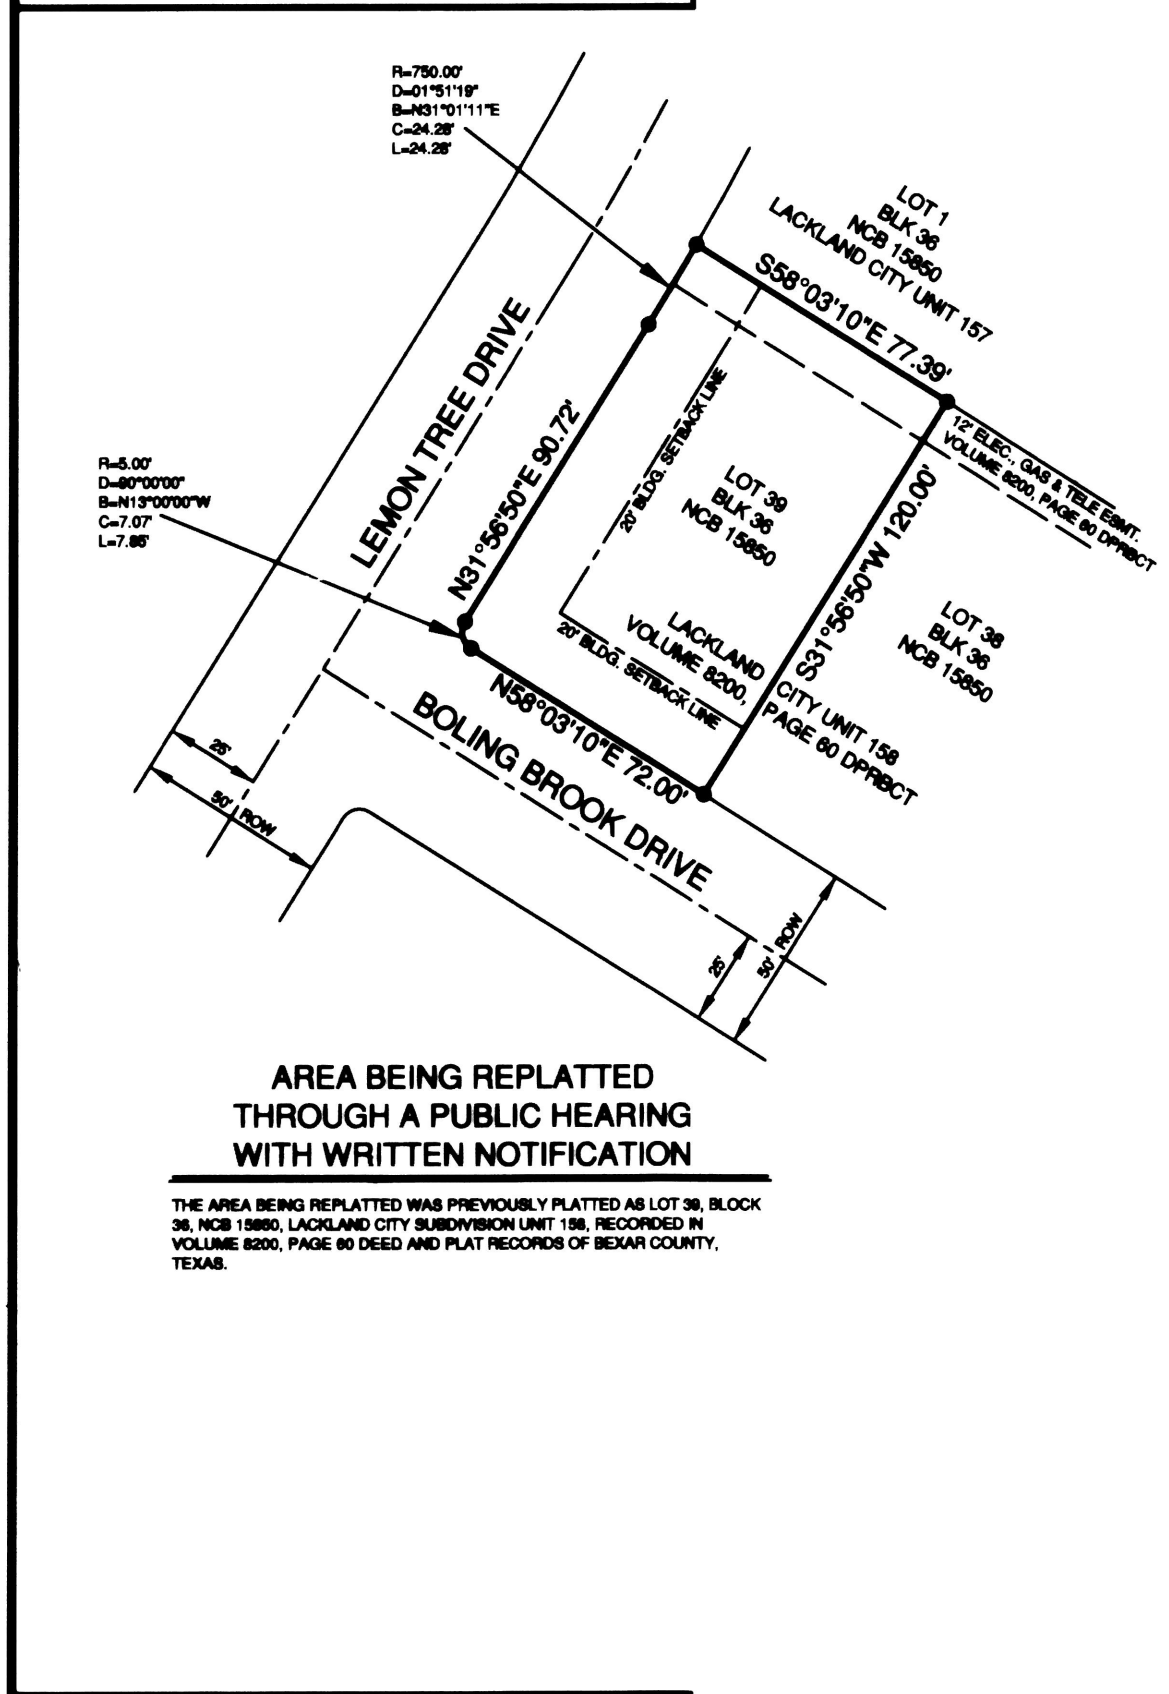 R=750.00'
D=01°51'19"
B=N31°01'11"E
C=24.28'
L=24.28'
LOT 1
BLK 36
NCB 15850
LACKLAND CITY UNIT 157
S58°03'10"E 77.39'
LEMON TREE DRIVE
N31°56'50"E 90.72'
20' BLDG. SETBACK LINE
12' ELEC., GAS & TELE ESMT.
VOLUME 8200, PAGE 60 DPRBCT
R=5.00'
D=90°00'00"
B=N13°00'00"W
C=7.07'
L=7.85'
LOT 39
BLK 36
NCB 15850
S31°56'50"W 120.00'
LOT 38
BLK 36
NCB 15850
LACKLAND
VOLUME 8200,
CITY UNIT 158
PAGE 60 DPRBCT
20' BLDG. SETBACK LINE
N58°03'10"E 72.00'
BOLING BROOK DRIVE
25'
50' ROW
25'
50' ROW
AREA BEING REPLATTED
THROUGH A PUBLIC HEARING
WITH WRITTEN NOTIFICATION
THE AREA BEING REPLATTED WAS PREVIOUSLY PLATTED AS LOT 39, BLOCK
36, NCB 15850, LACKLAND CITY SUBDIVISION UNIT 158, RECORDED IN
VOLUME 8200, PAGE 60 DEED AND PLAT RECORDS OF BEXAR COUNTY,
TEXAS.